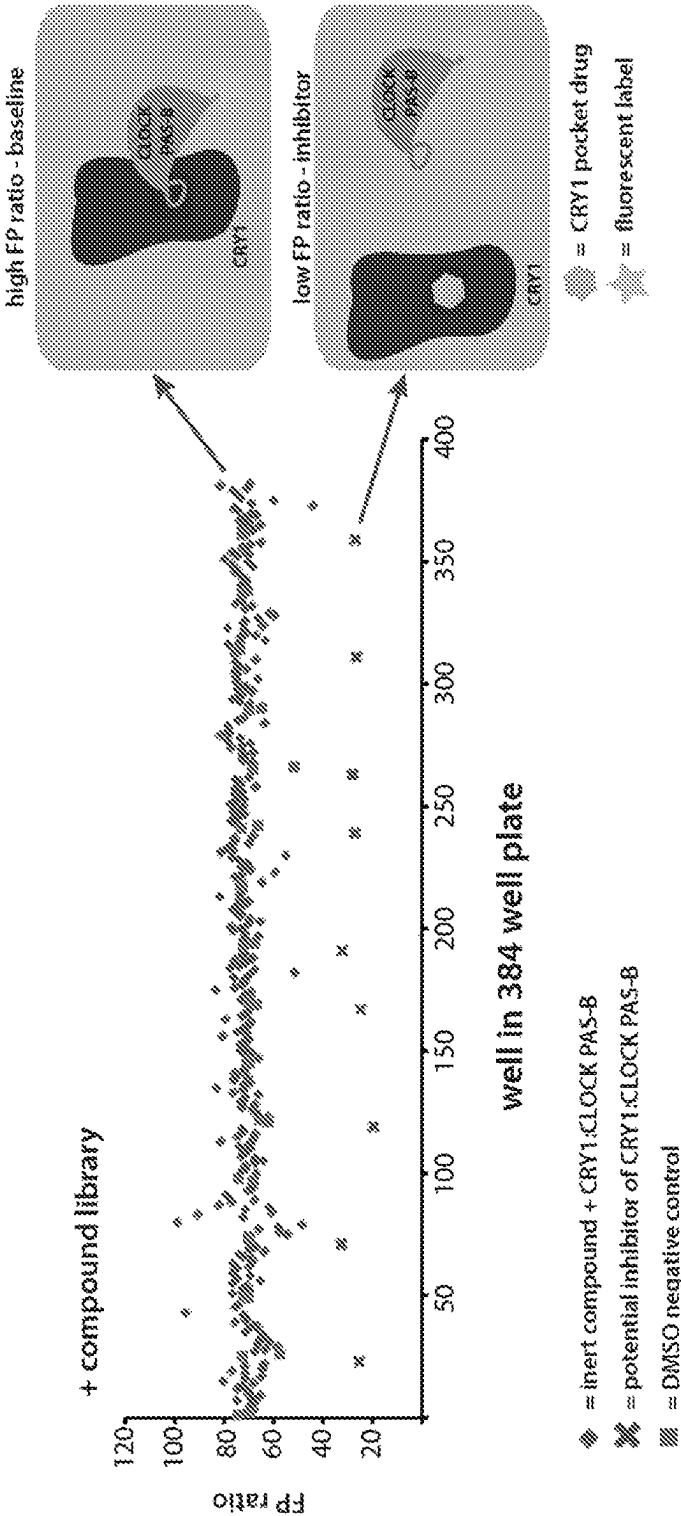 + compound library
FP ratio
120
100
80
60
40
20
50
100
150
200
250
300
350
400
well in 384 well plate
high FP ratio - baseline
CLOCK
PAS-B
CRY1
low FP ratio - inhibitor
CLOCK
PAS-B
CRY1
= CRY1 pocket drug
= fluorescent label
= inert compound + CRY1:CLOCK PAS-B
= potential inhibitor of CRY1:CLOCK PAS-B
= DMSO negative control